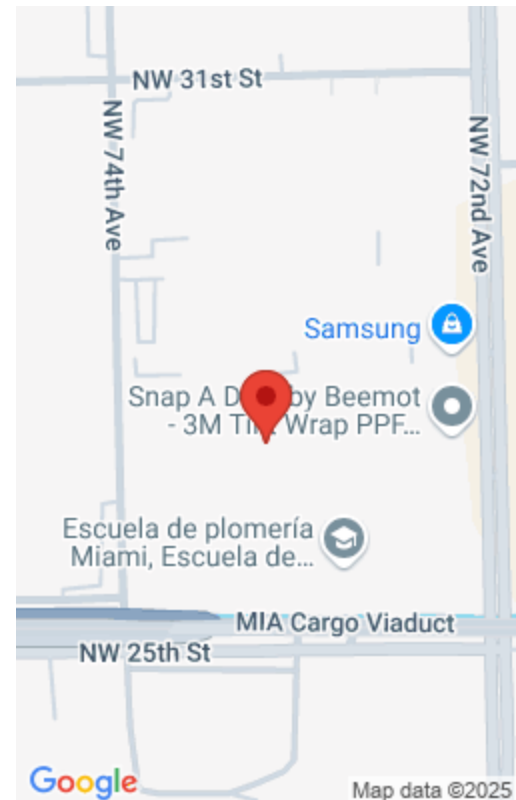 NW 31st St
NW 74th Ave
NW 72nd Ave
Samsung
Snap A D by Beemot
- 3M Ti Wrap PPF...
Escuela de plomería
Miami, Escuela de...
MIA Cargo Viaduct
NW 25th St
Google
Map data ©2025